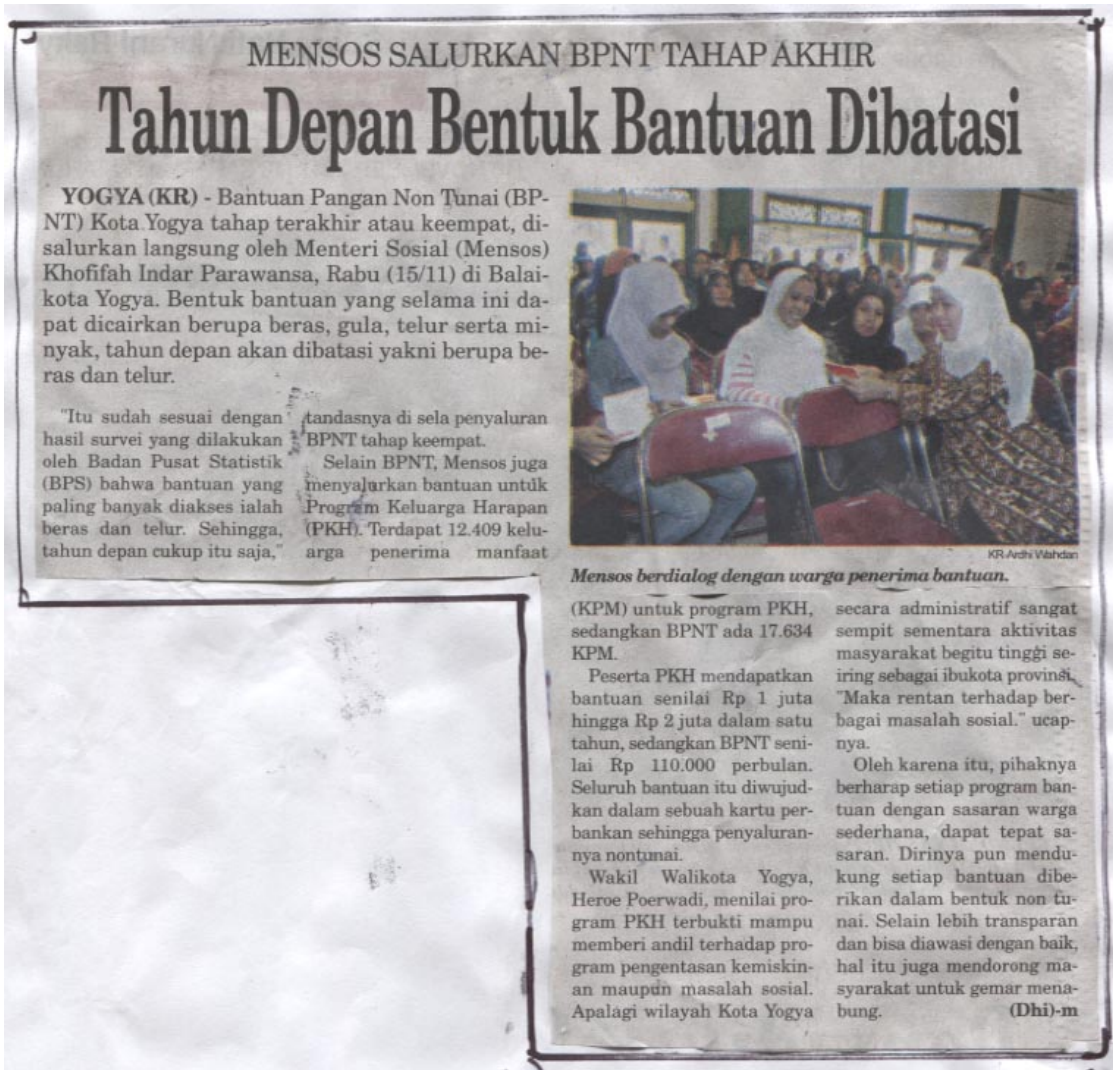 MENSOS SALURKAN BPNT TAHAP AKHIR
Tahun Depan Bentuk Bantuan Dibatasi
YOGYA (KR) - Bantuan Pangan Non Tunai (BP-
NT) Kota Yogya tahap terakhir atau keempat, di-
salurkan langsung oleh Menteri Sosial (Mensos)
Khofifah Indar Parawansa, Rabu (15/11) di Balai-
kota Yogya. Bentuk bantuan yang selama ini da-
pat dicairkan berupa beras, gula, telur serta mi-
nyak, tahun depan akan dibatasi yakni berupa be-
ras dan telur.
"Itu sudah sesuai dengan
hasil survei yang dilakukan
oleh Badan Pusat Statistik
(BPS) bahwa bantuan yang
paling banyak diakses ialah
beras dan telur. Sehingga,
tahun depan cukup itu saja,"
tandasnya di sela penyaluran
BPNT tahap keempat.
Selain BPNT, Mensos juga
menyalurkan bantuan untuk
Program Keluarga Harapan
(PKH). Terdapat 12.409 kelu-
arga penerima manfaat
KR-Ardhi Wahdan
Mensos berdialog dengan warga penerima bantuan.
(KPM) untuk program PKH,
sedangkan BPNT ada 17.634
KPM.
Peserta PKH mendapatkan
bantuan senilai Rp 1 juta
hingga Rp 2 juta dalam satu
tahun, sedangkan BPNT seni-
lai Rp 110.000 perbulan.
Seluruh bantuan itu diwujud-
kan dalam sebuah kartu per-
bankan sehingga penyaluran-
nya nontunai.
Wakil Walikota Yogya,
Heroe Poerwadi, menilai pro-
gram PKH terbukti mampu
memberi andil terhadap pro-
gram pengentasan kemiskin-
an maupun masalah sosial.
Apalagi wilayah Kota Yogya
secara administratif sangat
sempit sementara aktivitas
masyarakat begitu tinggi se-
iring sebagai ibukota provinsi.
"Maka rentan terhadap ber-
bagai masalah sosial." ucap-
nya.
Oleh karena itu, pihaknya
berharap setiap program ban-
tuan dengan sasaran warga
sederhana, dapat tepat sa-
saran. Dirinya pun mendu-
kung setiap bantuan dibe-
rikan dalam bentuk non tu-
nai. Selain lebih transparan
dan bisa diawasi dengan baik,
hal itu juga mendorong ma-
syarakat untuk gemar mena-
bung. (Dhi)-m